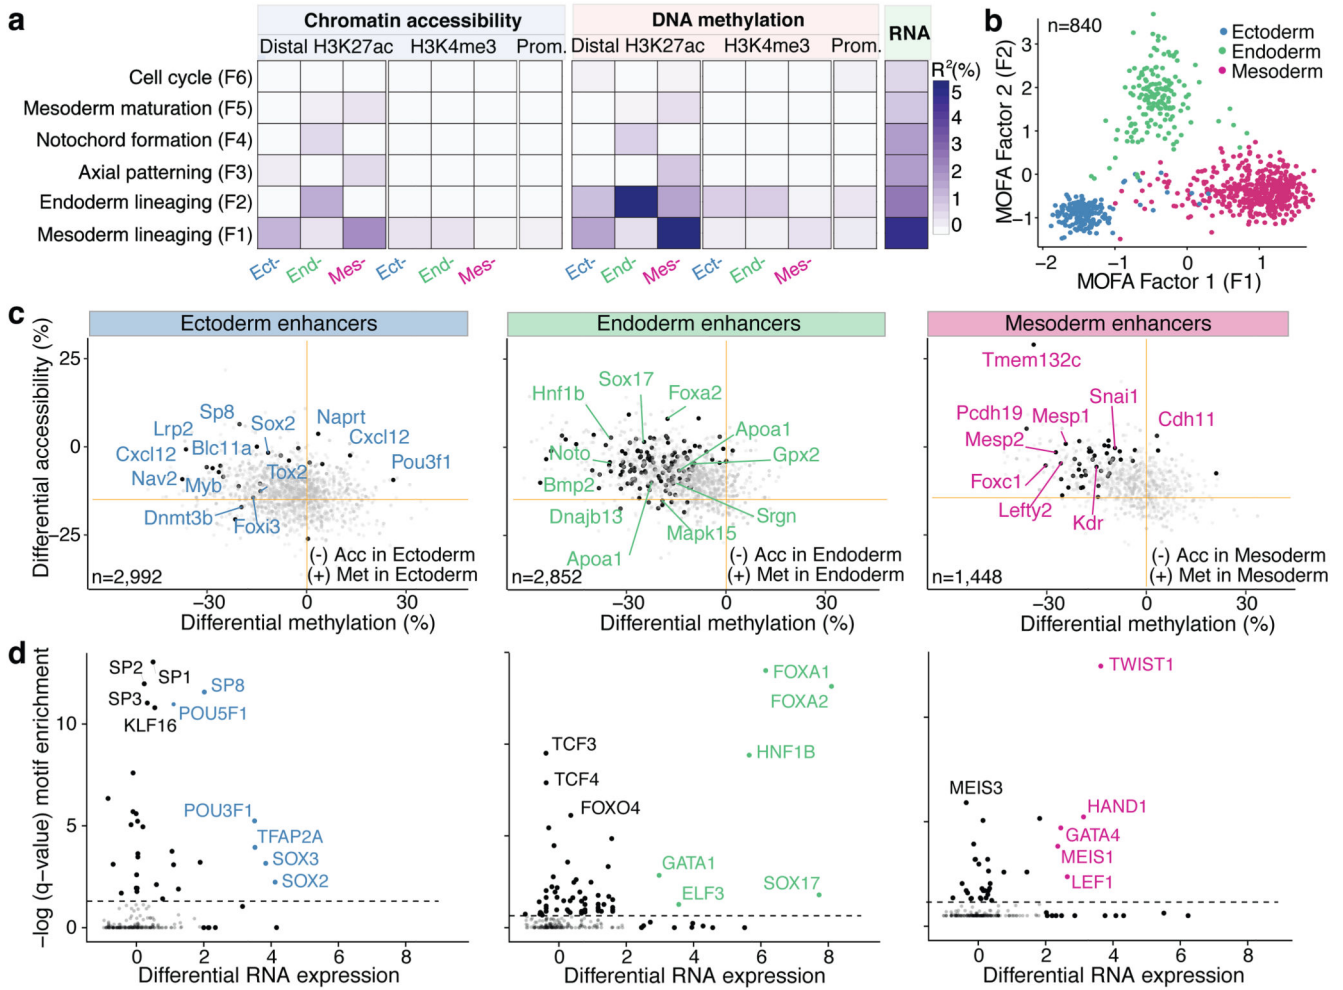 a
Chromatin accessibility
DNA methylation
RNA
Distal H3K27ac
H3K4me3
Prom.
Distal H3K27ac
H3K4me3
Prom.
Cell cycle (F6)
Mesoderm maturation (F5)
Notochord formation (F4)
Axial patterning (F3)
Endoderm lineaging (F2)
Mesoderm lineaging (F1)
Ect-
End-
Mes-
Ect-
End-
Mes-
Ect-
End-
Mes-
Ect-
End-
Mes-
R²(%)
5
4
3
2
1
0
b
n=840
Ectoderm
Endoderm
Mesoderm
MOFA Factor 2 (F2)
3
2
1
0
−1
−2
−1
0
1
MOFA Factor 1 (F1)
c
Differential accessibility (%)
25
0
−25
Ectoderm enhancers
Sp8
Lrp2
Sox2
Naprt
Cxcl12
Blc11a
Cxcl12
Nav2
Myb
Tox2
Pou3f1
Dnmt3b
Foxi3
(-) Acc in Ectoderm
(+) Met in Ectoderm
n=2,992
−30
0
30
Differential methylation (%)
Endoderm enhancers
Sox17
Hnf1b
Foxa2
Apoa1
Noto
Gpx2
Bmp2
Dnajb13
Srgn
Mapk15
Apoa1
(-) Acc in Endoderm
(+) Met in Endoderm
n=2,852
−30
0
30
Differential methylation (%)
Mesoderm enhancers
Tmem132c
Snai1
Pcdh19
Mesp1
Cdh11
Mesp2
Foxc1
Lefty2
Kdr
(-) Acc in Mesoderm
(+) Met in Mesoderm
n=1,448
−30
0
30
Differential methylation (%)
d
−log (q−value) motif enrichment
10
5
0
SP2
SP1
SP8
SP3
POU5F1
KLF16
POU3F1
TFAP2A
SOX3
SOX2
0
2
4
6
8
Differential RNA expression
FOXA1
FOXA2
TCF3
HNF1B
TCF4
FOXO4
GATA1
SOX17
ELF3
0
2
4
6
8
Differential RNA expression
TWIST1
MEIS3
HAND1
GATA4
MEIS1
LEF1
0
2
4
6
8
Differential RNA expression